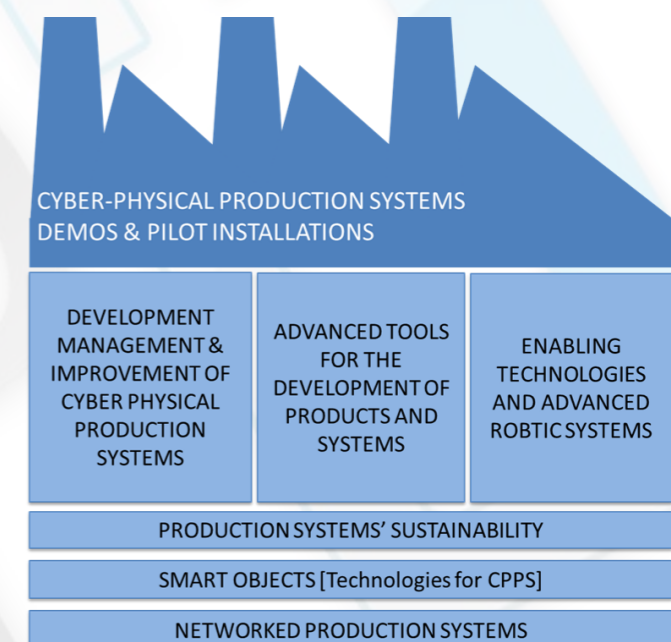 CYBER-PHYSICAL PRODUCTION SYSTEMS
DEMOS & PILOT INSTALLATIONS
DEVELOPMENT
MANAGEMENT &
IMPROVEMENT OF
CYBER PHYSICAL
PRODUCTION
SYSTEMS
ADVANCED TOOLS
FOR THE
DEVELOPMENT OF
PRODUCTS AND
SYSTEMS
ENABLING
TECHNOLOGIES
AND ADVANCED
ROBTIC SYSTEMS
PRODUCTION SYSTEMS’ SUSTAINABILITY
SMART OBJECTS [Technologies for CPPS]
NETWORKED PRODUCTION SYSTEMS